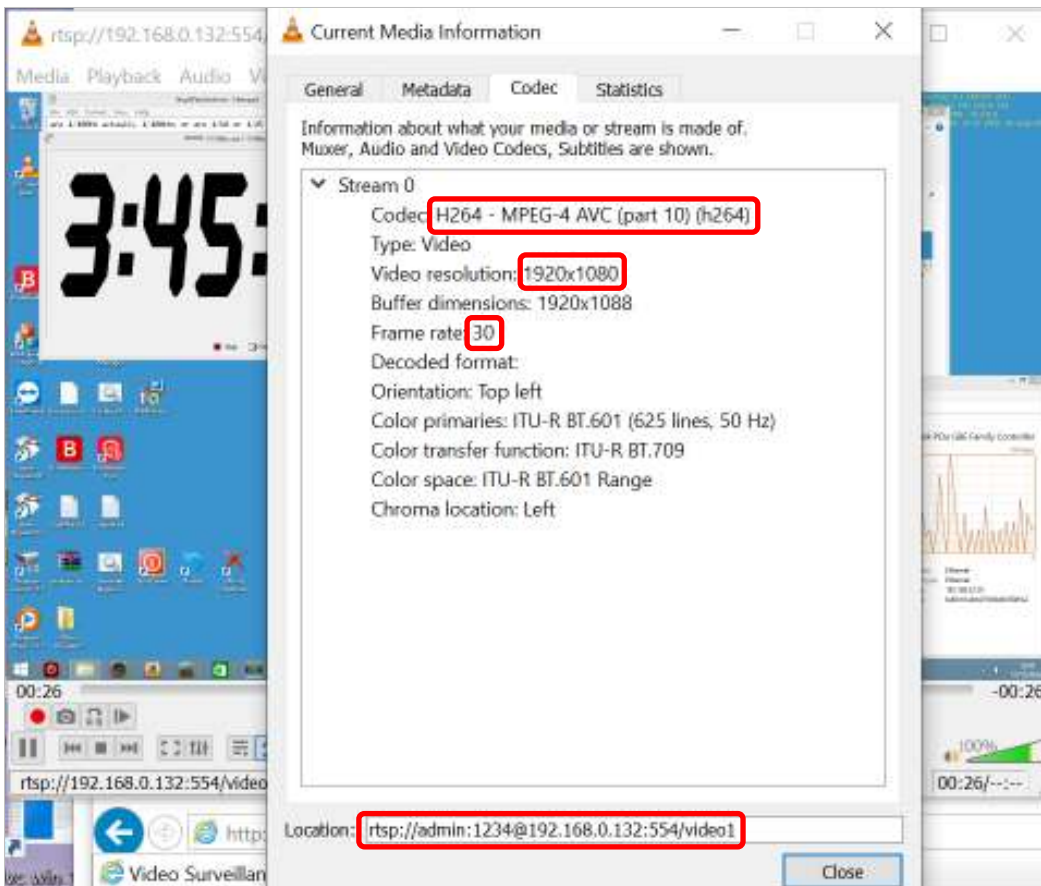 rtsp://192.168.0.132:554,
Current Media Information
Media Playback Audio Vi
General Metadata Codec Statistics
Information about what your media or stream is made of.
Muxer, Audio and Video Codecs, Subtitles are shown.
Stream 0
Codec: H264 - MPEG-4 AVC (part 10) (h264)
Type: Video
Video resolution: 1920x1080
Buffer dimensions: 1920x1088
Frame rate: 30
Decoded format:
Orientation: Top left
Color primaries: ITU-R BT.601 (625 lines, 50 Hz)
Color transfer function: ITU-R BT.709
Color space: ITU-R BT.601 Range
Chroma location: Left
3:45:
00:26
-00:26
100%
rtsp://192.168.0.132:554/video
00:26/--:--
Location: rtsp://admin:1234@192.168.0.132:554/video1
http:
Video Surveillan
Close